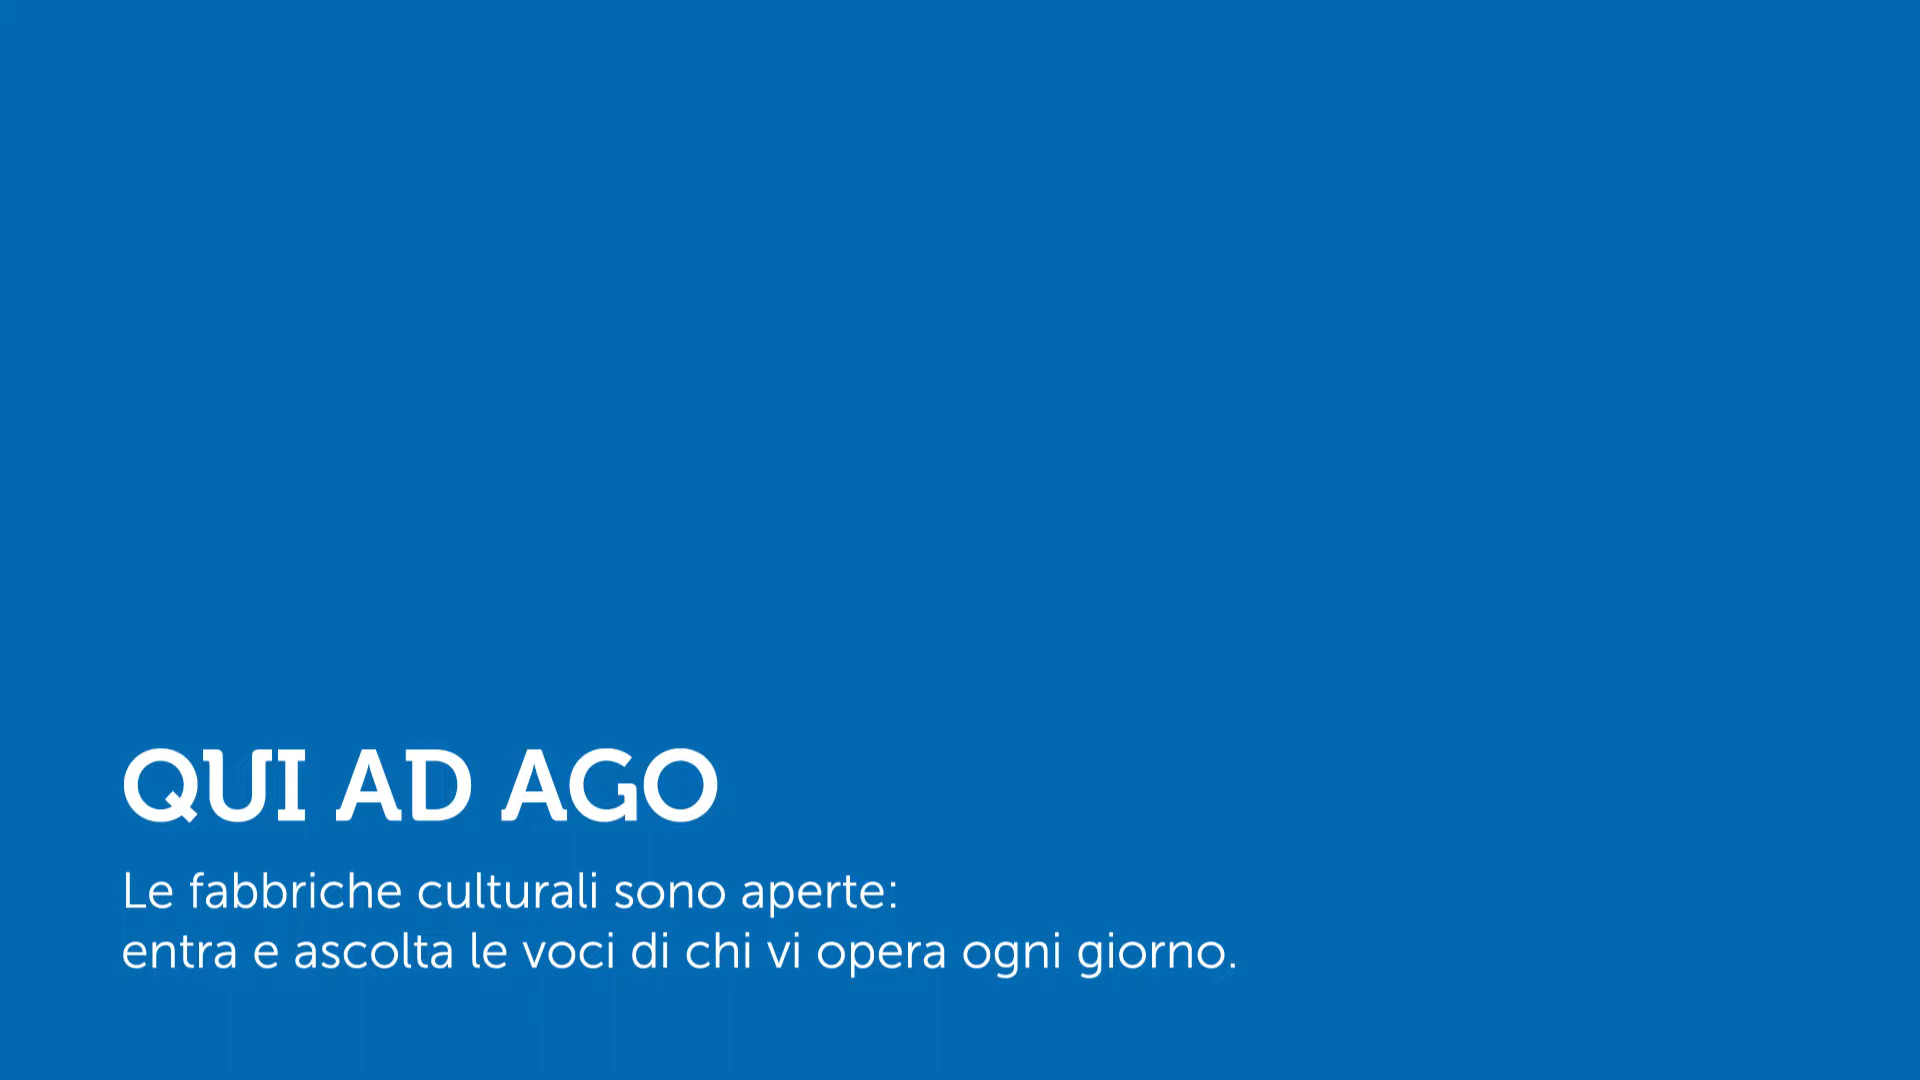 QUI AD AGO
Le fabbriche culturali sono aperte:
entra e ascolta le voci di chi vi opera ogni giorno.